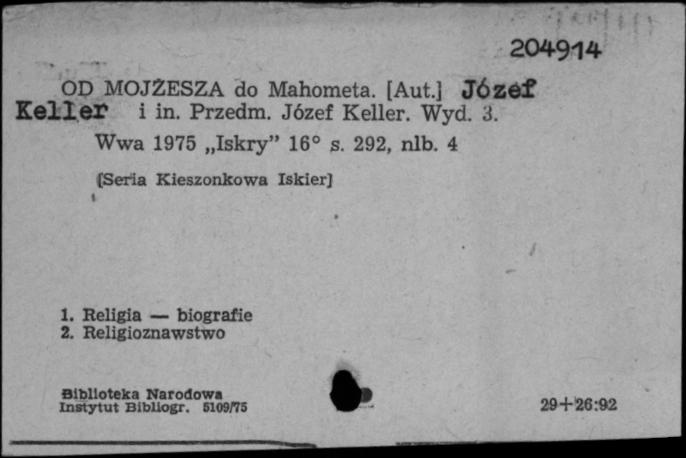 204914
OD MOJŻESZA do Mahometa. [Aut.] Józef
Keller i in. Przedm. Józef Keller. Wyd. 3.
Wwa 1975 „Iskry” 16° s. 292, nlb. 4
[Seria Kieszonkowa Iskier]
1. Religia — biografie
2. Religioznawstwo
Biblioteka Narodowa
Instytut Bibliogr. 5109/75
29+26:92